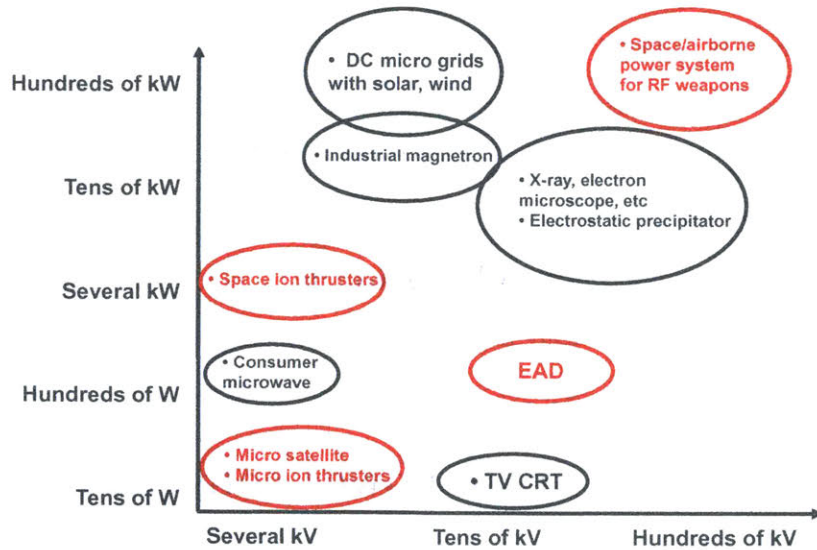 Hundreds of kW
Tens of kW
Several kW
Hundreds of W
Tens of W
• DC micro grids
with solar, wind
• Space/airborne
power system
for RF weapons
• Industrial magnetron
• X-ray, electron
microscope, etc
• Electrostatic precipitator
• Space ion thrusters
• Consumer
microwave
EAD
• Micro satellite
• Micro ion thrusters
• TV CRT
Several kV
Tens of kV
Hundreds of kV